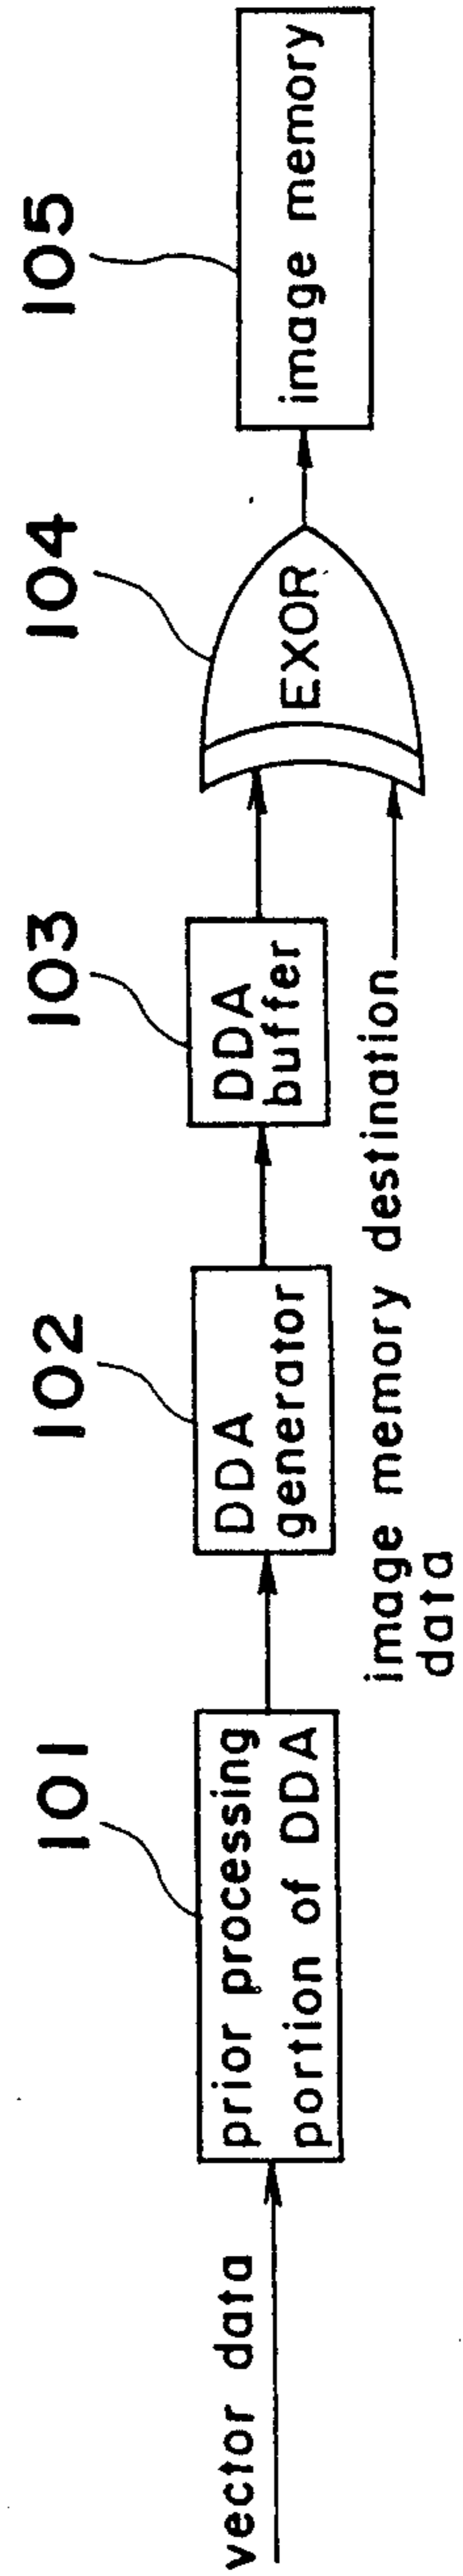 vector data
101
prior processing
portion of DDA
102
DDA
generator
103
DDA
buffer
image memory destination
data
104
EXOR
105
image memory